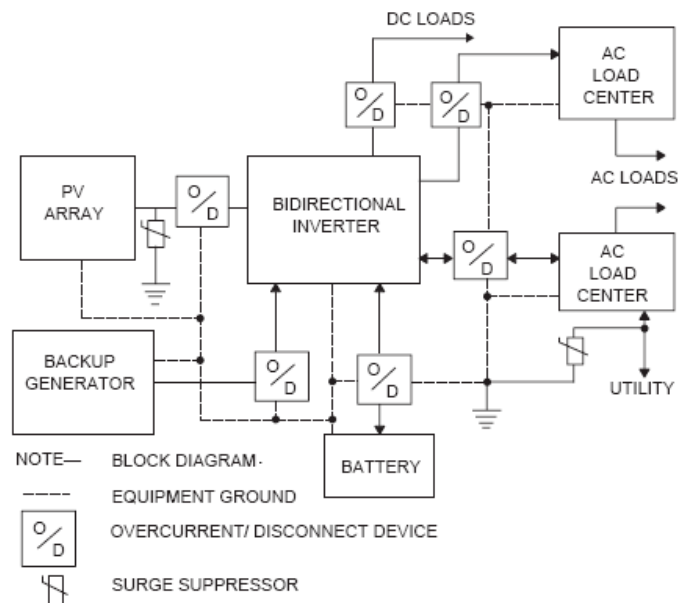 DC LOADS
AC
LOAD
CENTER
O/D
O/D
PV
ARRAY
O/D
BIDIRECTIONAL
INVERTER
AC LOADS
O/D
AC
LOAD
CENTER
BACKUP
GENERATOR
O/D
O/D
UTILITY
BATTERY
NOTE— BLOCK DIAGRAM.
EQUIPMENT GROUND
O/D OVERCURRENT/ DISCONNECT DEVICE
SURGE SUPPRESSOR